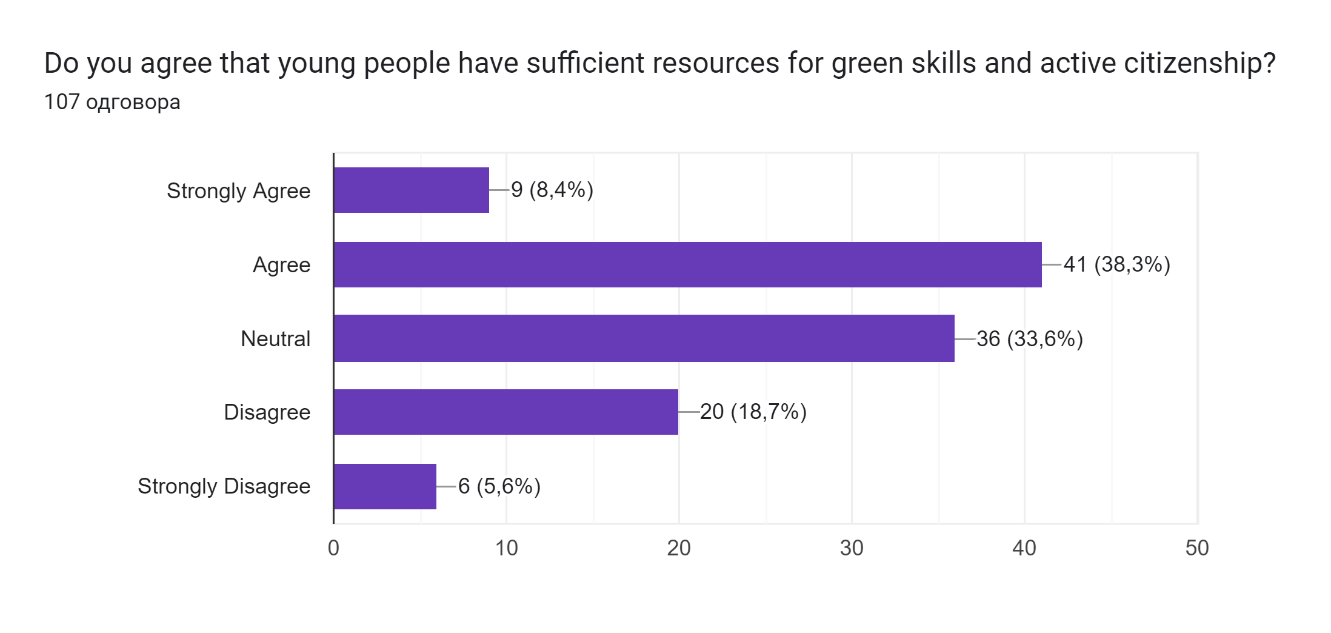 Do you agree that young people have sufficient resources for green skills and active citizenship?
107 одговора
Strongly Agree 9 (8,4%)
Agree 41 (38,3%)
Neutral 36 (33,6%)
Disagree 20 (18,7%)
Strongly Disagree 6 (5,6%)
0 10 20 30 40 50